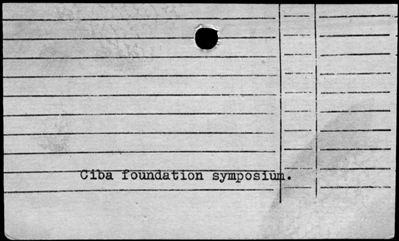 Ciba foundation symposium.